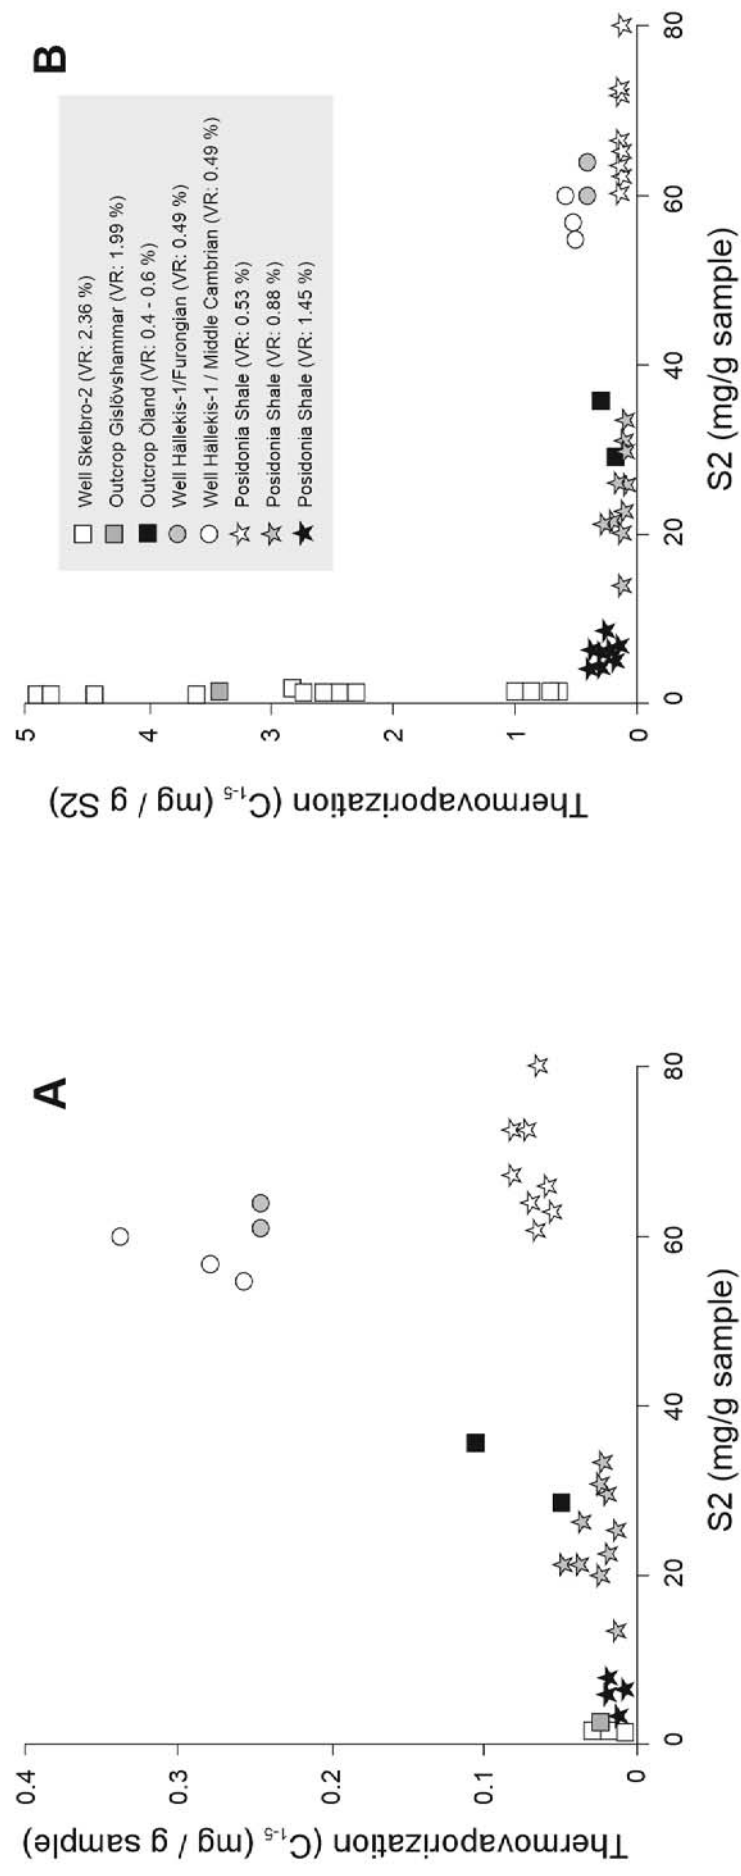 A
Thermovaporization (C1-5 (mg / g sample)
0.4
0.3
0.2
0.1
0
0
20
40
60
80
S2 (mg/g sample)
B
Well Skelbro-2 (VR: 2.36 %)
Outcrop Gislövshammar (VR: 1.99 %)
Outcrop Öland (VR: 0.4 - 0.6 %)
Well Hällekis-1/Furongian (VR: 0.49 %)
Well Hällekis-1 / Middle Cambrian (VR: 0.49 %)
Posidonia Shale (VR: 0.53 %)
Posidonia Shale (VR: 0.88 %)
Posidonia Shale (VR: 1.45 %)
Thermovaporization (C1-5 (mg / g S2)
5
4
3
2
1
0
0
20
40
60
80
S2 (mg/g sample)